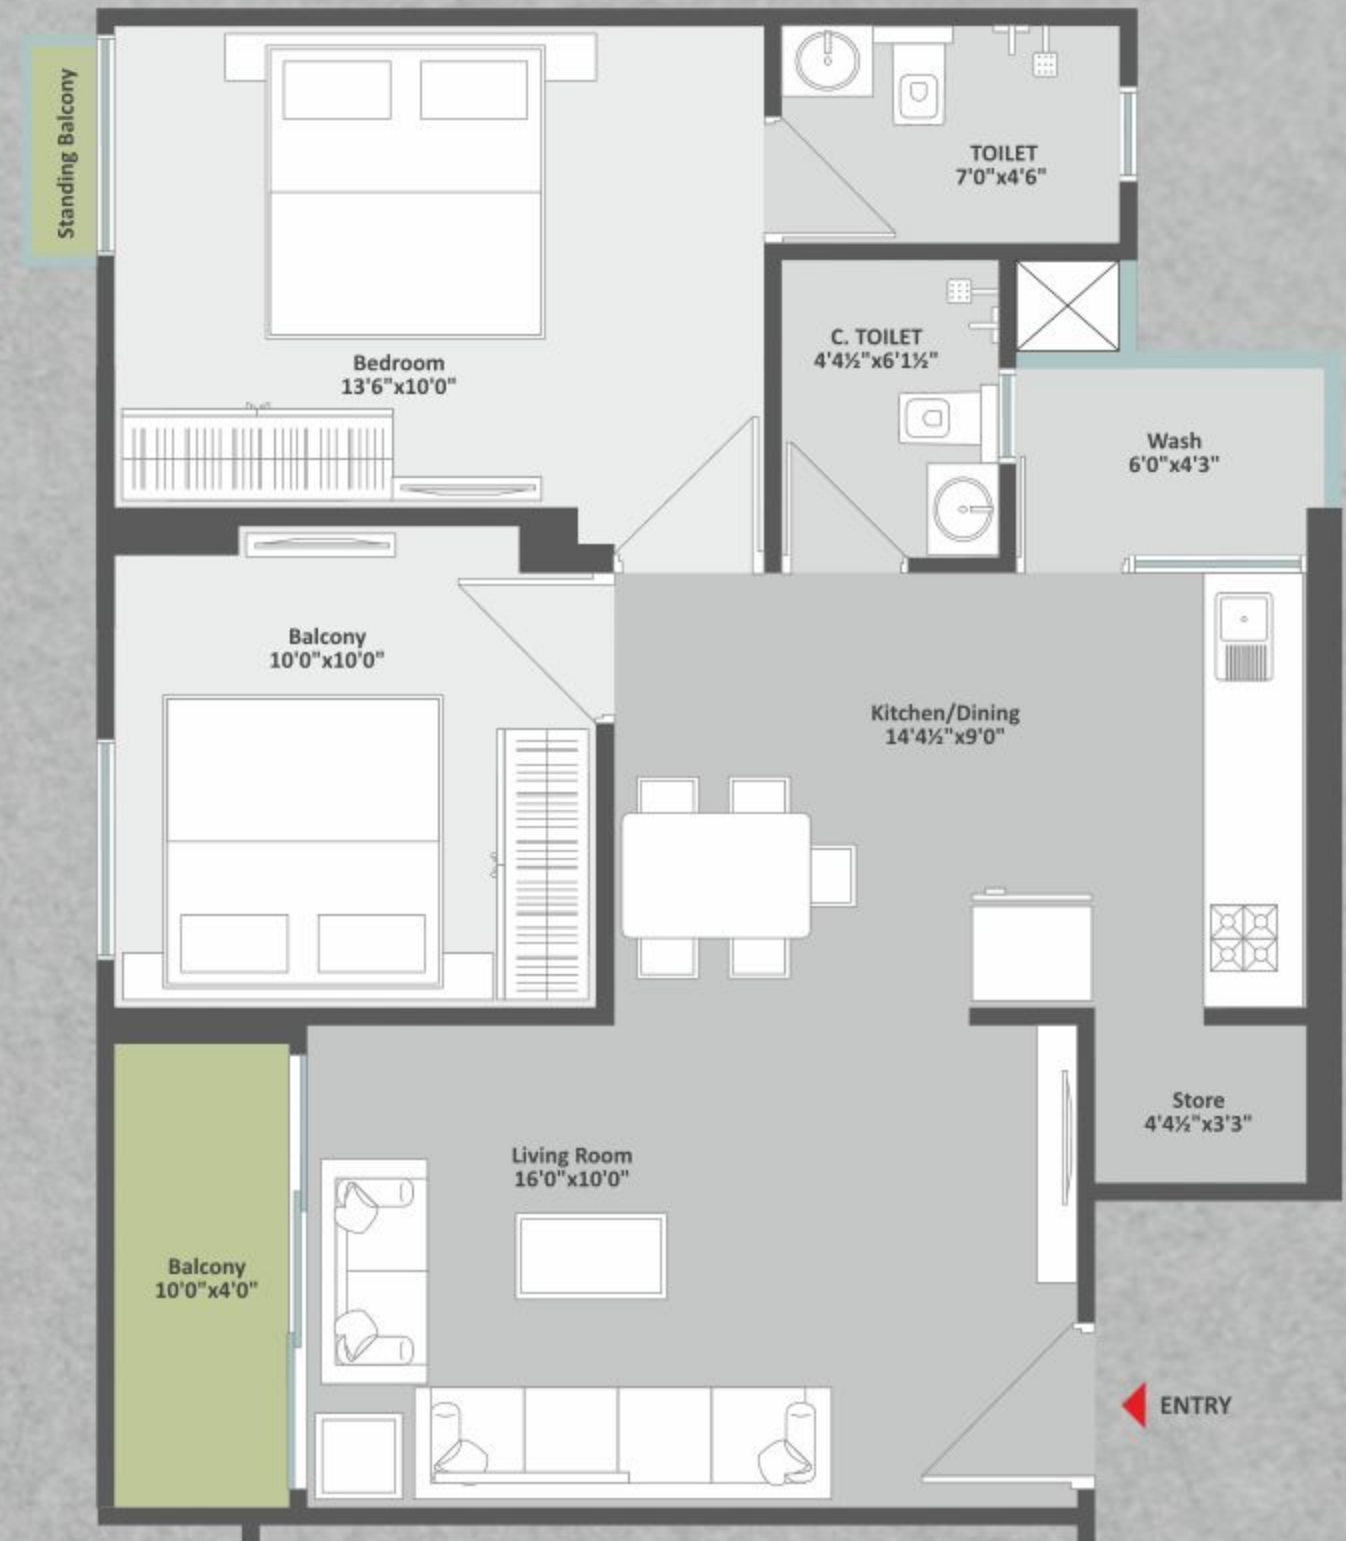 Standing Balcony
TOILET
7'0"x4'6"
C. TOILET
4'4½"x6'1½"
Bedroom
13'6"x10'0"
Wash
6'0"x4'3"
Balcony
10'0"x10'0"
Kitchen/Dining
14'4½"x9'0"
Store
4'4½"x3'3"
Living Room
16'0"x10'0"
Balcony
10'0"x4'0"
ENTRY